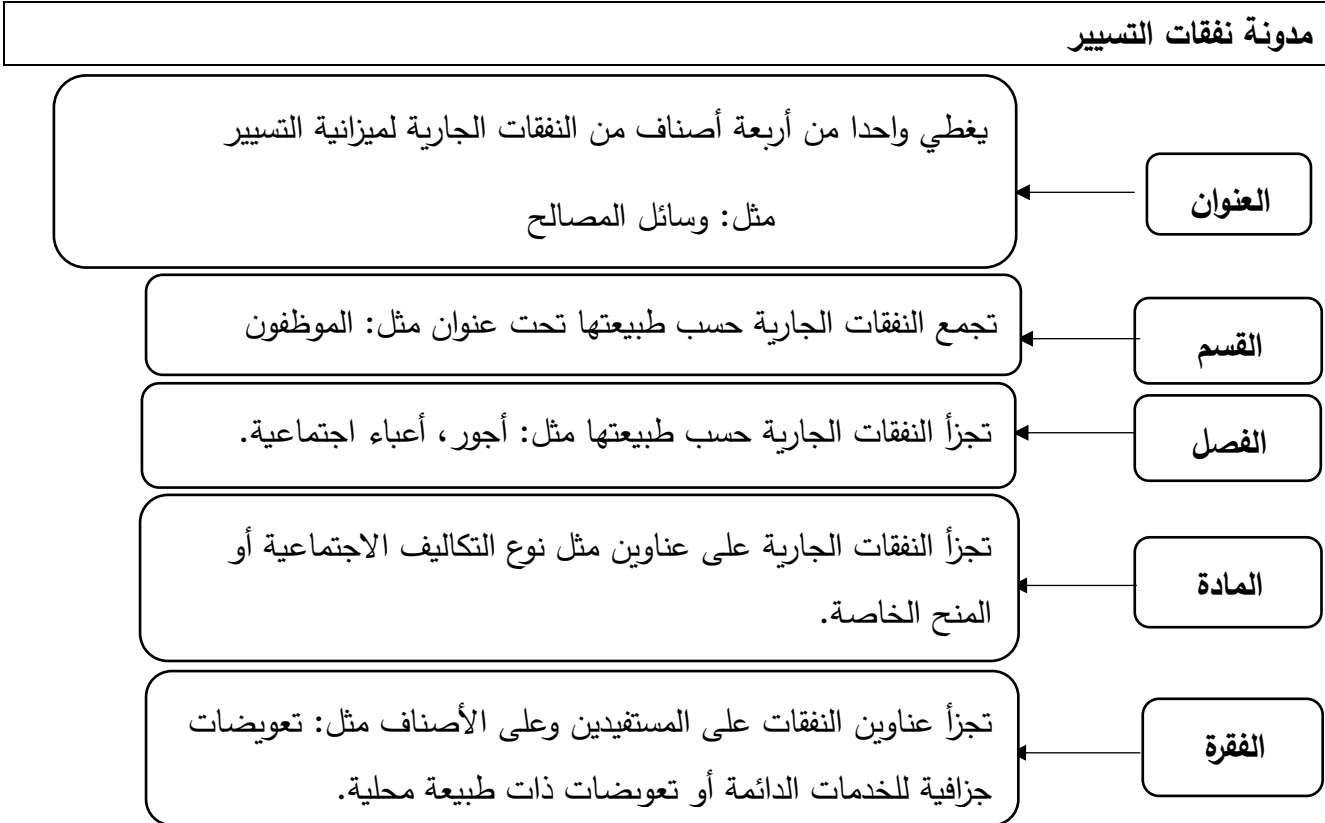 مدونة نفقات التسيير
العنوان
يغطي واحدا من أربعة أصناف من النفقات الجارية لميزانية التسيير
مثل: وسائل المصالح
القسم
تجمع النفقات الجارية حسب طبيعتها تحت عنوان مثل: الموظفون
الفصل
تجزأ النفقات الجارية حسب طبيعتها مثل: أجور، أعباء اجتماعية.
المادة
تجزأ النفقات الجارية على عناوين مثل نوع التكاليف الاجتماعية أو
المنح الخاصة.
الفقرة
تجزأ عناوين النفقات على المستفيدين وعلى الأصناف مثل: تعويضات
جزافية للخدمات الدائمة أو تعويضات ذات طبيعة محلية.